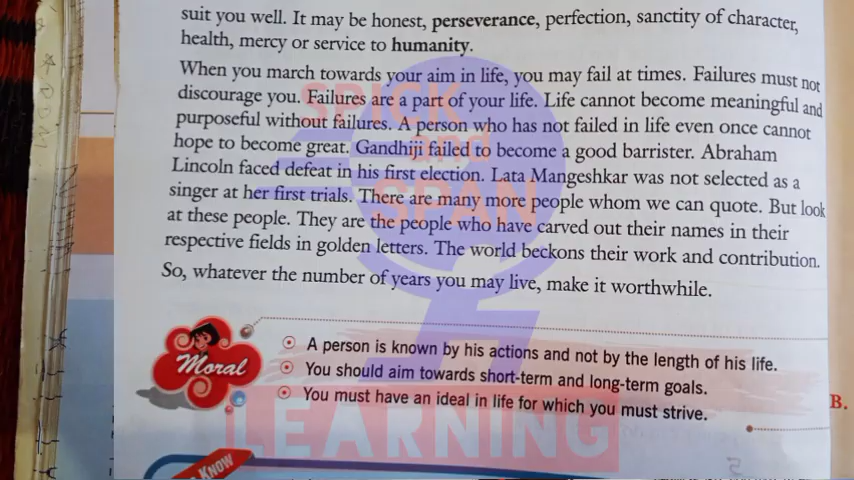 suit you well. It may be honest, perseverance, perfection, sanctity of character,
health, mercy or service to humanity.
When you march towards your aim in life, you may fail at times. Failures must not
discourage you. Failures are a part of your life. Life cannot become meaningful and
purposeful without failures. A person who has not failed in life even once cannot
hope to become great. Gandhiji failed to become a good barrister. Abraham
Lincoln faced defeat in his first election. Lata Mangeshkar was not selected as a
singer at her first trials. There are many more people whom we can quote. But look
at these people. They are the people who have carved out their names in their
respective fields in golden letters. The world beckons their work and contribution.
So, whatever the number of years you may live, make it worthwhile.
Moral
A person is known by his actions and not by the length of his life.
You should aim towards short-term and long-term goals.
You must have an ideal in life for which you must strive.
B.
KNOW
SPICK
and
SPAN
LEARNING